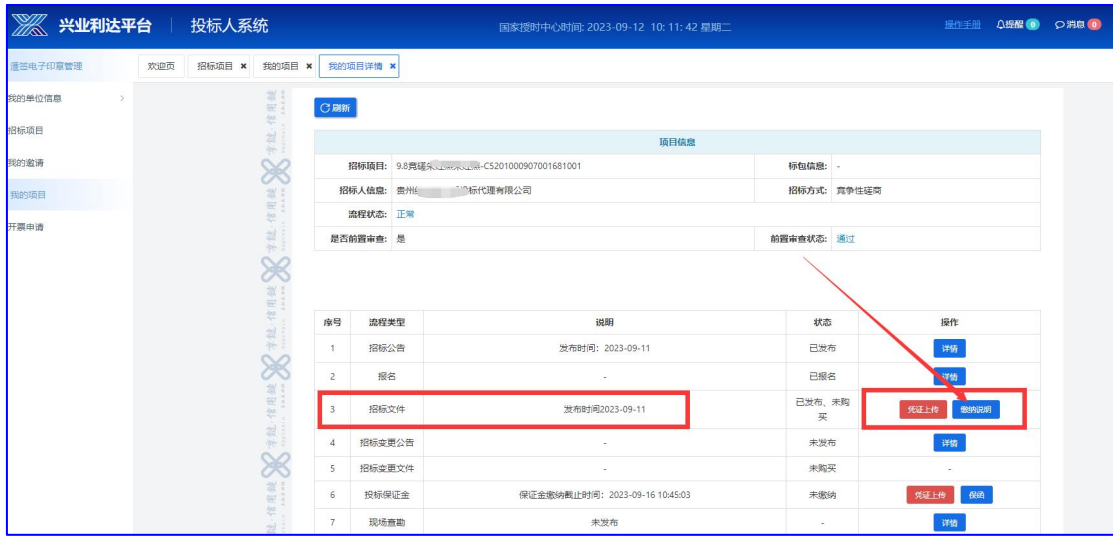 兴业利达平台 投标人系统 国家授时中心时间: 2023-09-12 10:11:42 星期二 操作手册 提醒 0 消息 0
电子印章管理 欢迎页 招标项目 × 我的项目 × 我的项目详情 ×
我的单位信息 >
招标项目
我的邀请
我的项目
开票申请
刷新
项目信息
招标项目: 9.8竞磋 -C5201000907001681001 标包信息: -
招标人信息: 贵州 标代理有限公司 招标方式: 竞争性磋商
流程状态: 正常
是否前置审查: 是 前置审查状态: 通过
序号 流程类型 说明 状态 操作
1 招标公告 发布时间: 2023-09-11 已发布 详情
2 报名 - 已报名 详情
3 招标文件 发布时间2023-09-11 已发布、未购买 凭证上传 缴纳说明
4 招标变更公告 - 未发布 详情
5 招标变更文件 - 未购买 -
6 投标保证金 保证金缴纳截止时间: 2023-09-16 10:45:03 未缴纳 凭证上传 保函
7 现场查勘 未发布 - 详情